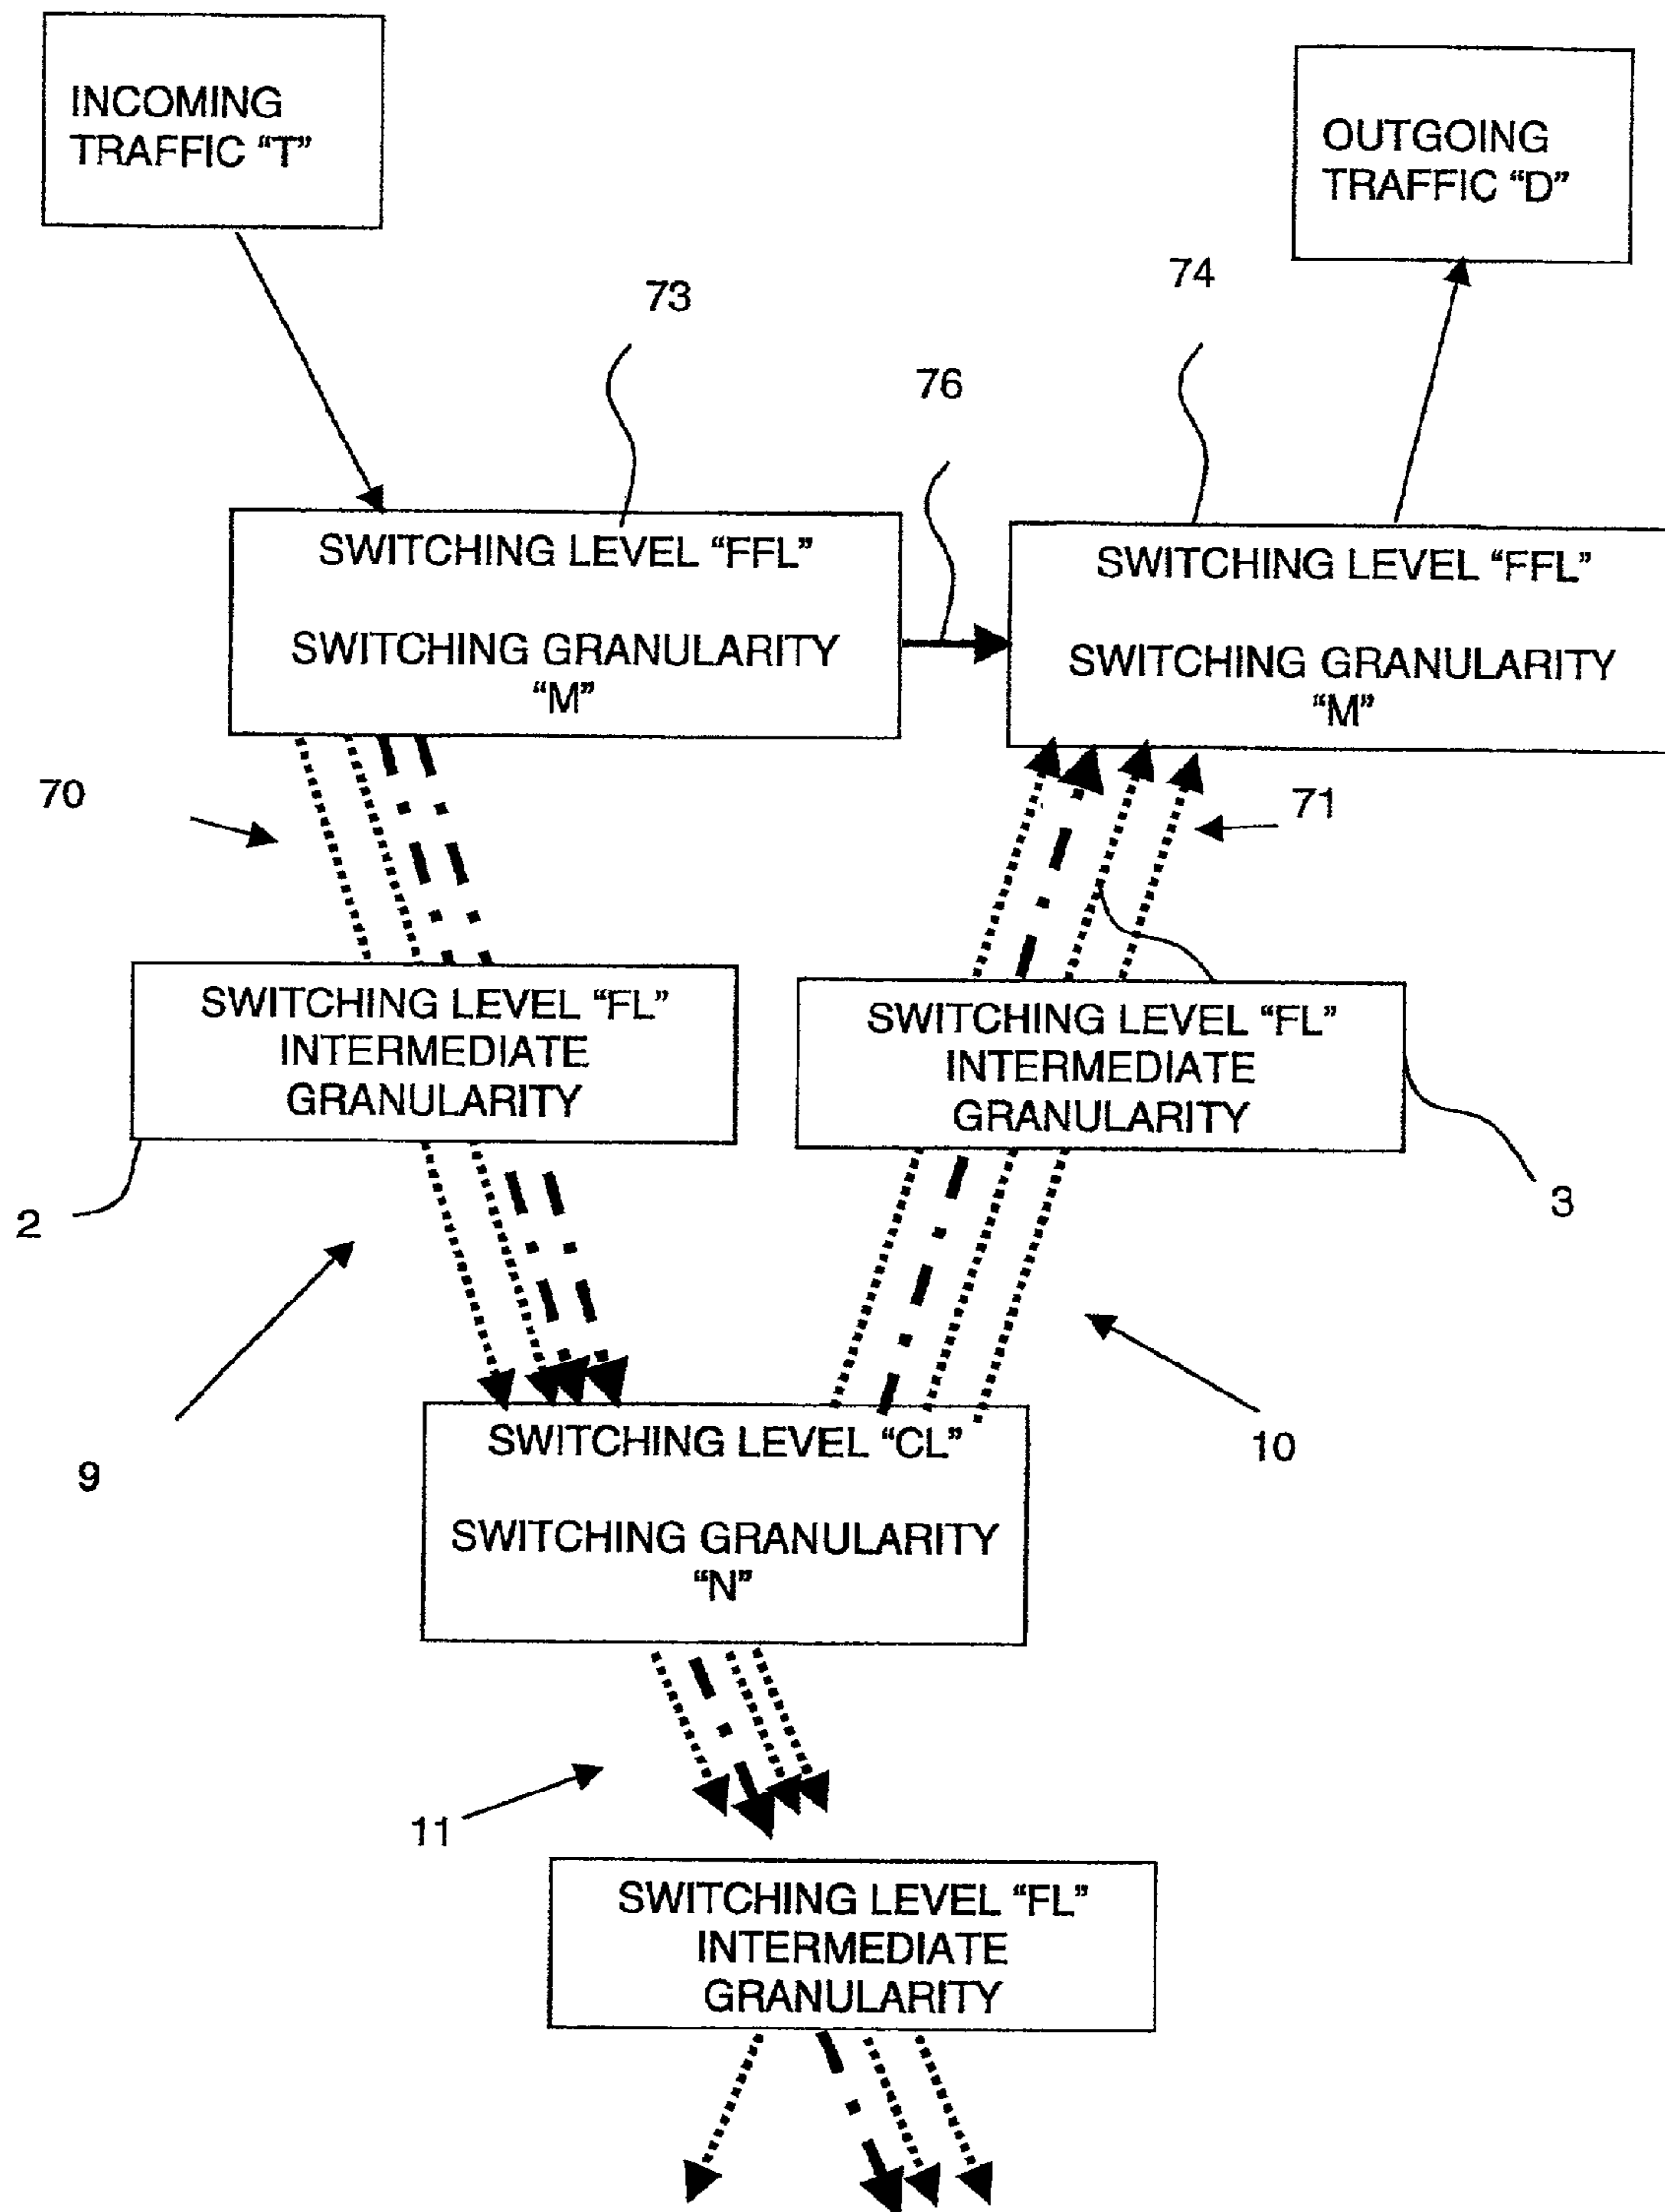 INCOMING
TRAFFIC “T”
OUTGOING
TRAFFIC “D”
73
74
76
SWITCHING LEVEL “FFL”
SWITCHING GRANULARITY
“M”
SWITCHING LEVEL “FFL”
SWITCHING GRANULARITY
“M”
70
71
SWITCHING LEVEL “FL”
INTERMEDIATE
GRANULARITY
SWITCHING LEVEL “FL”
INTERMEDIATE
GRANULARITY
2
3
9
10
SWITCHING LEVEL “CL”
SWITCHING GRANULARITY
“N”
11
SWITCHING LEVEL “FL”
INTERMEDIATE
GRANULARITY